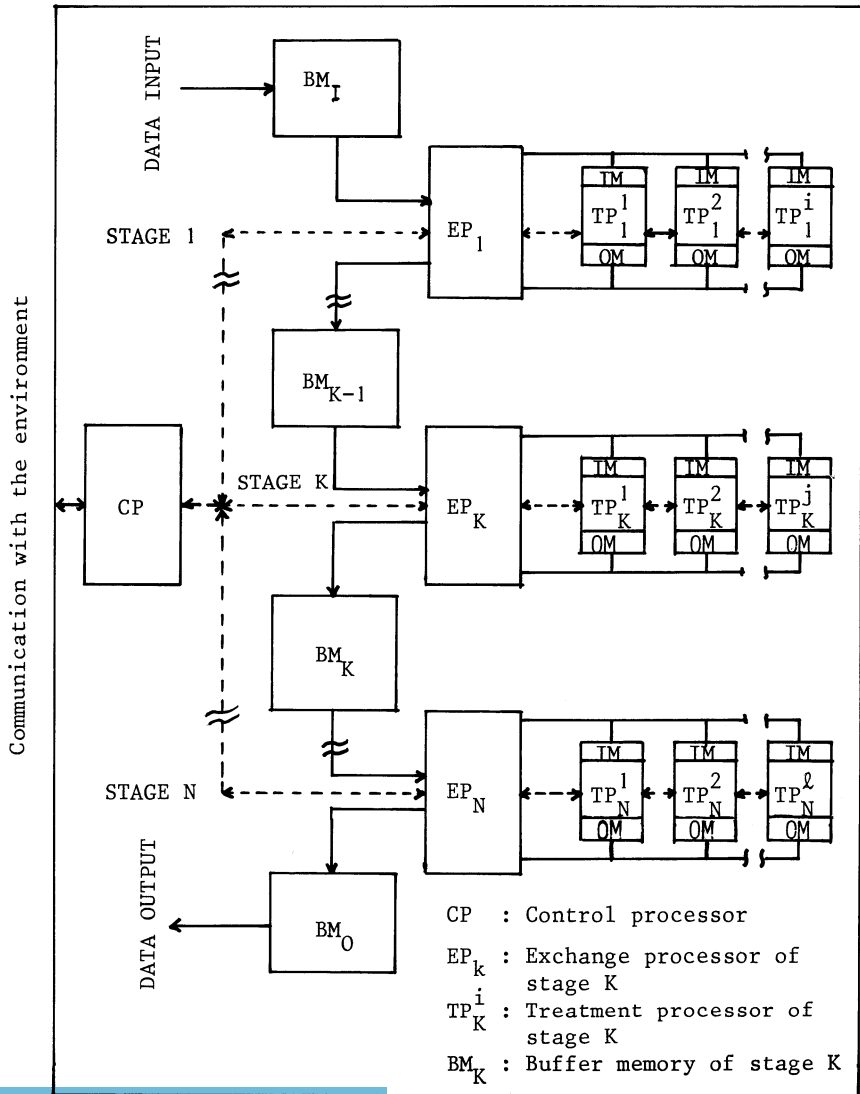 Communication with the environment
DATA INPUT
BM_I
STAGE 1
EP_1
IM IM IM
TP_1^1 TP_1^2 TP_1^i
OM OM OM
BM_K-1
CP
STAGE K
EP_K
IM IM IM
TP_K^1 TP_K^2 TP_K^j
OM OM OM
BM_K
STAGE N
EP_N
IM IM IM
TP_N^1 TP_N^2 TP_N^ℓ
OM OM OM
DATA OUTPUT
BM_O
CP : Control processor
EP_k : Exchange processor of
stage K
TP_K^i : Treatment processor of
stage K
BM_K : Buffer memory of stage K